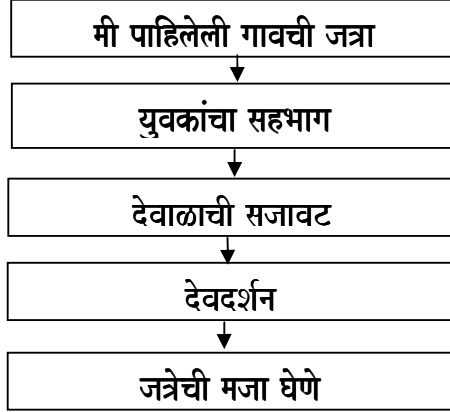 मी पाहिलेली गावची जत्रा
युवकांचा सहभाग
देवाळाची सजावट
देवदर्शन
जत्रेची मजा घेणे